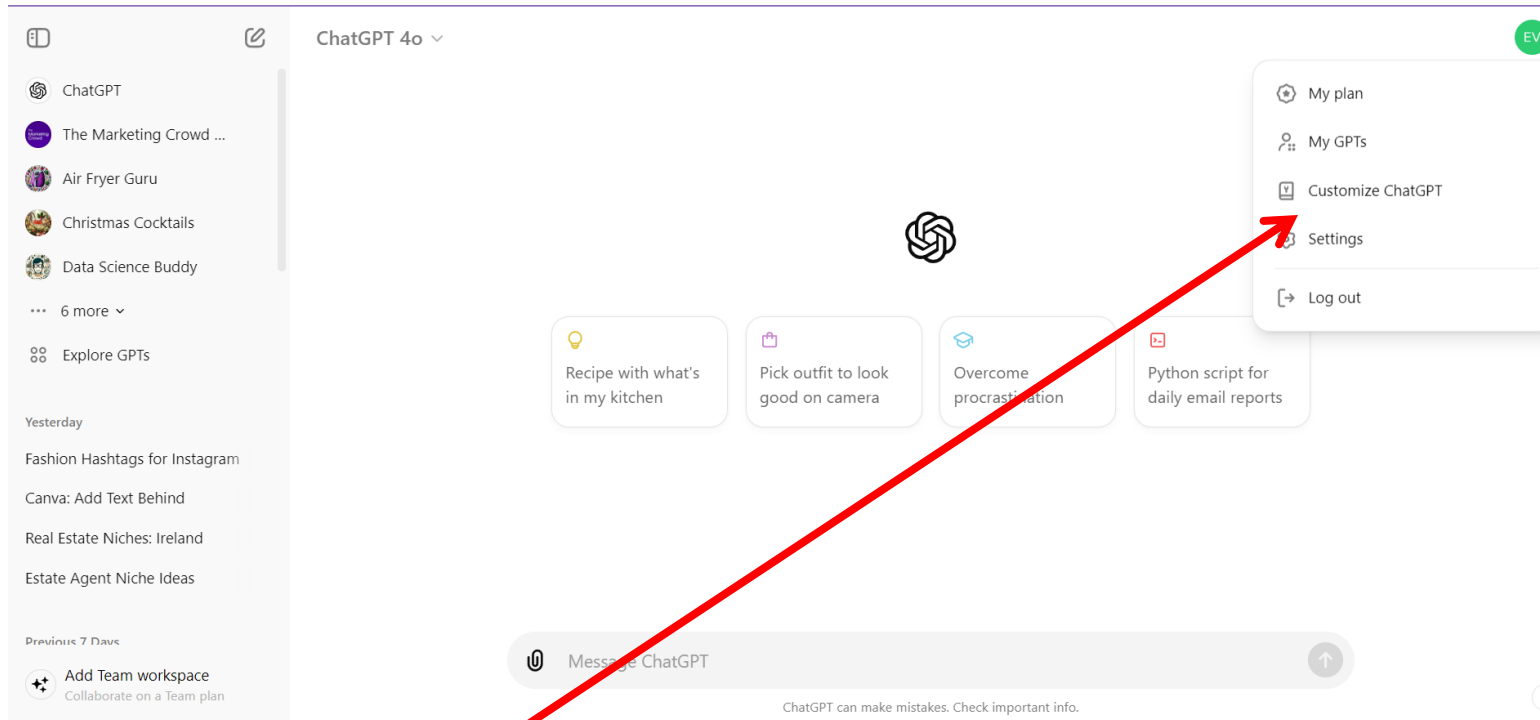 ChatGPT 4o
EV
ChatGPT
The Marketing Crowd ...
Air Fryer Guru
Christmas Cocktails
Data Science Buddy
6 more
Explore GPTs
Yesterday
Fashion Hashtags for Instagram
Canva: Add Text Behind
Real Estate Niches: Ireland
Estate Agent Niche Ideas
Previous 7 Days
Add Team workspace
Collaborate on a Team plan
My plan
My GPTs
Customize ChatGPT
Settings
Log out
Recipe with what's
in my kitchen
Pick outfit to look
good on camera
Overcome
procrastination
Python script for
daily email reports
Message ChatGPT
ChatGPT can make mistakes. Check important info.